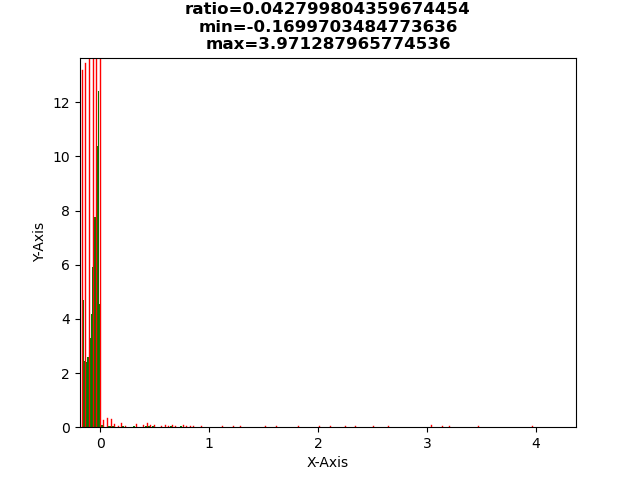 ratio=0.042799804359674454
min=-0.1699703484773636
max=3.971287965774536
12
10
8
6
4
2
0
Y-Axis
0 1 2 3 4
X-Axis